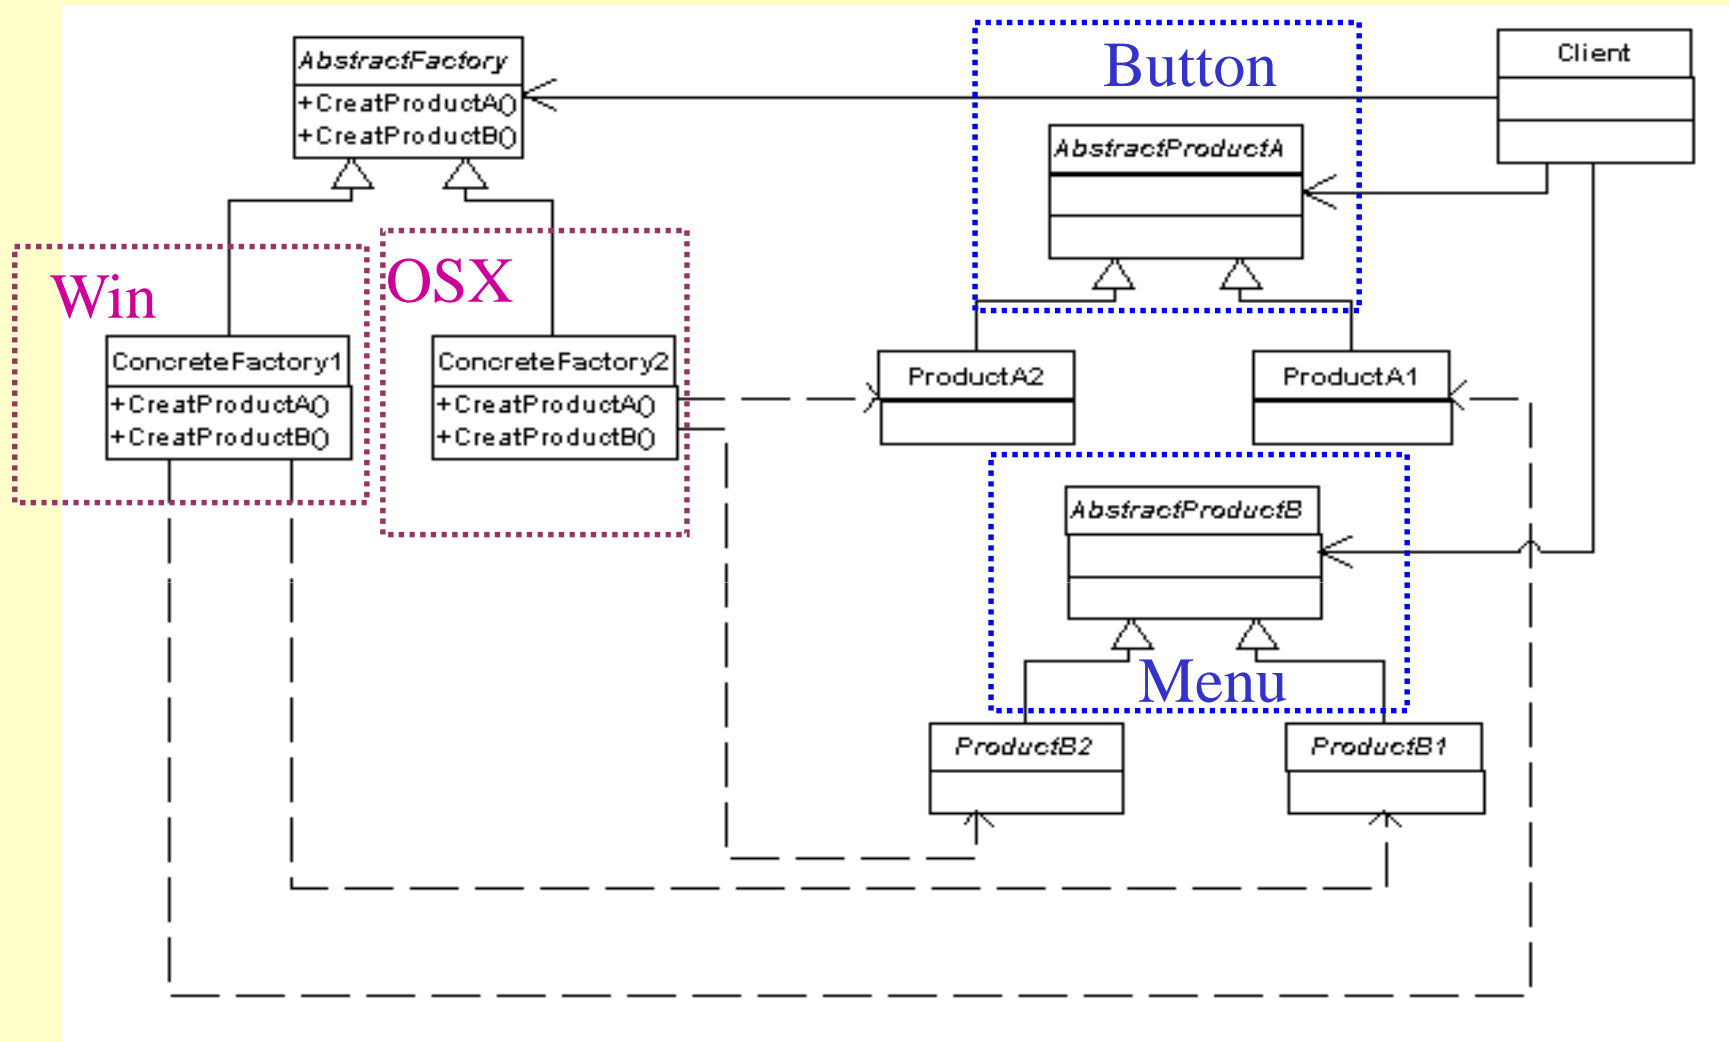 AbstractFactory
+CreatProductA()
+CreatProductB()
Button
Client
AbstractProductA
Win
OSX
ConcreteFactory1
+CreatProductA()
+CreatProductB()
ConcreteFactory2
+CreatProductA()
+CreatProductB()
ProductA2
ProductA1
AbstractProductB
Menu
ProductB2
ProductB1